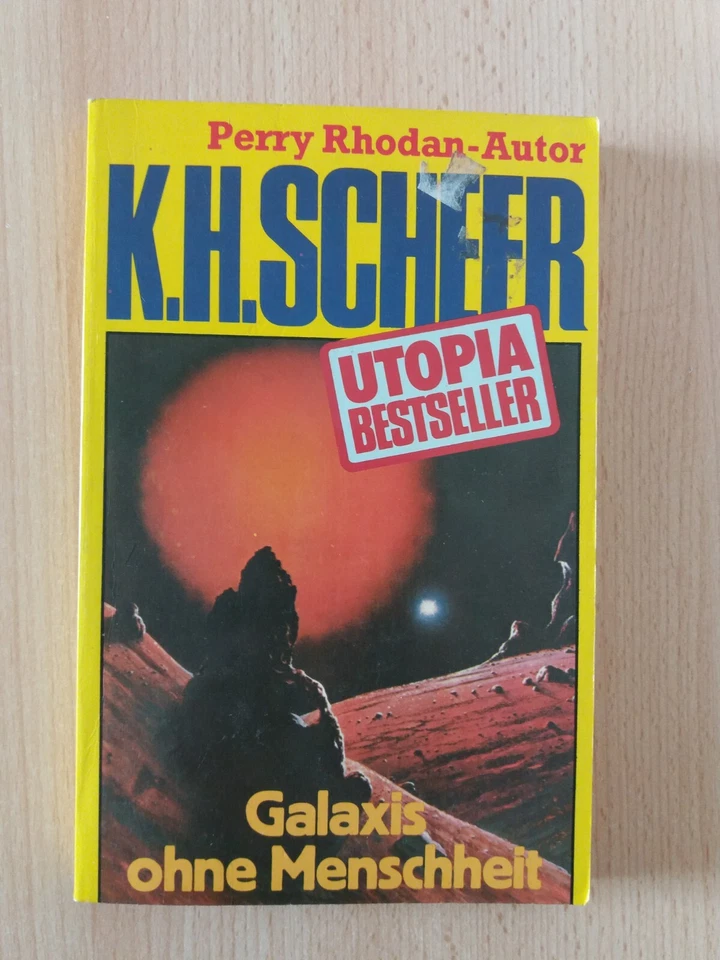 Perry Rhodan-Autor
K.H.SCHEER
UTOPIA
BESTSELLER
Galaxis
ohne Menschheit